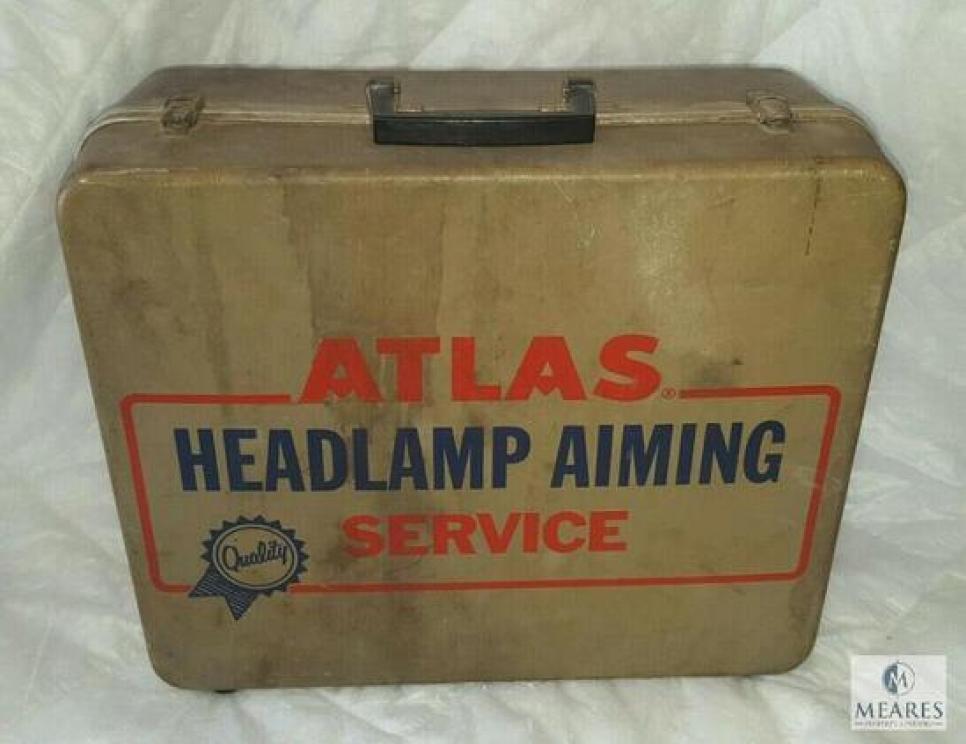 ATLAS®
HEADLAMP AIMING
SERVICE
Quality
M
MEARES